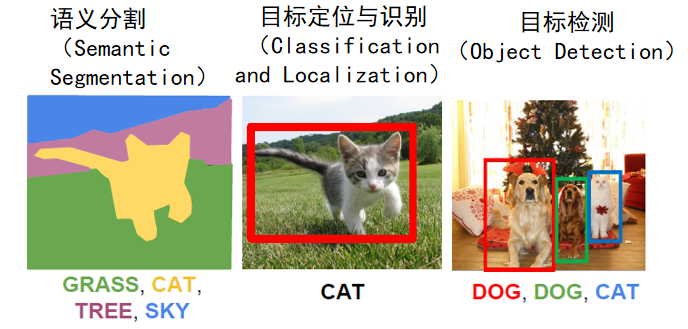 语义分割
（Semantic
Segmentation）
GRASS, CAT,
TREE, SKY
目标定位与识别
（Classification
and Localization）
CAT
目标检测
（Object Detection）
DOG, DOG, CAT